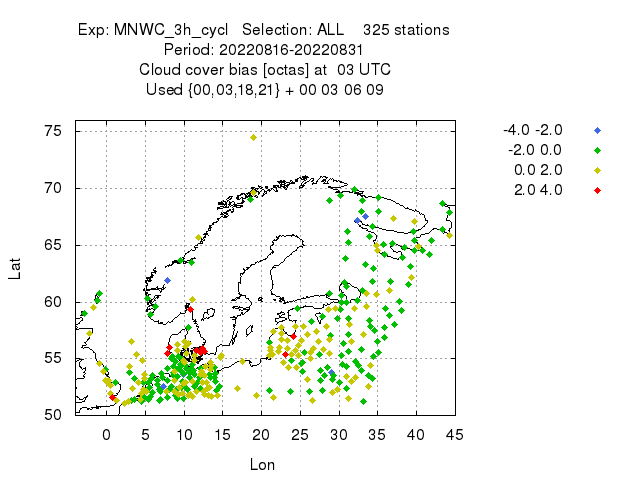 Exp: MNWC_3h_cycl   Selection: ALL    325 stations
Period: 20220816-20220831
Cloud cover bias [octas] at  03 UTC
Used {00,03,18,21} + 00 03 06 09
-4.0 -2.0
-2.0 0.0
0.0 2.0
2.0 4.0
75
70
65
60
55
50
Lat
0 5 10 15 20 25 30 35 40 45
Lon